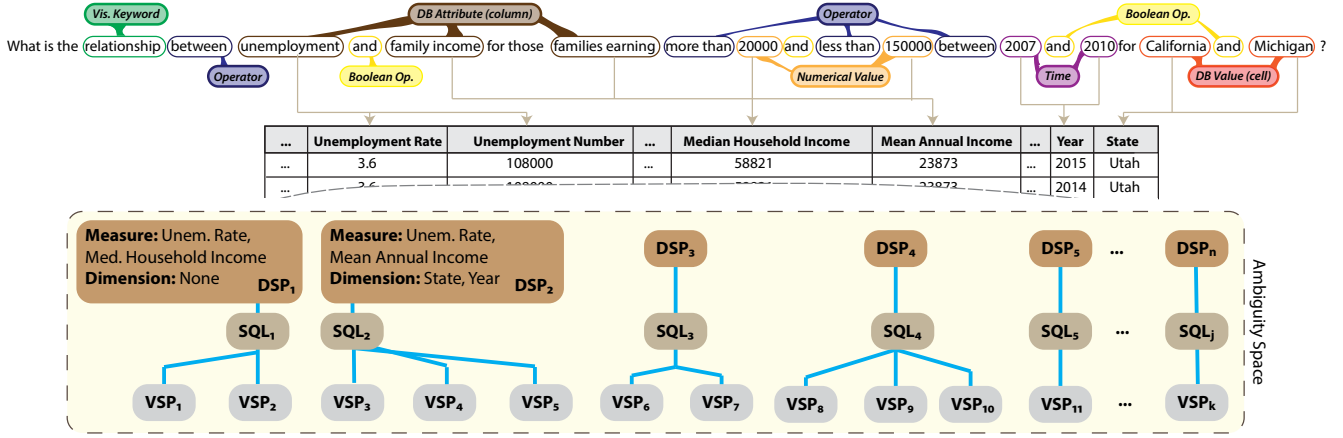 Vis. Keyword
DB Attribute (column)
Operator
Boolean Op.
What is the relationship between unemployment and family income for those families earning more than 20000 and less than 150000 between 2007 and 2010 for California and Michigan ?
Operator
Boolean Op.
Numerical Value
Time
DB Value (cell)
... Unemployment Rate Unemployment Number ... Median Household Income Mean Annual Income ... Year State
... 3.6 108000 ... 58821 23873 ... 2015 Utah
... 3.6 108000 23873 ... 2014 Utah
Measure: Unem. Rate,
Med. Household Income
Dimension: None
DSP1
Measure: Unem. Rate,
Mean Annual Income
Dimension: State, Year
DSP2
DSP3
DSP4
DSP5
...
DSPn
SQL1
SQL2
SQL3
SQL4
SQL5
...
SQLj
VSP1
VSP2
VSP3
VSP4
VSP5
VSP6
VSP7
VSP8
VSP9
VSP10
VSP11
...
VSPk
Ambiguity Space